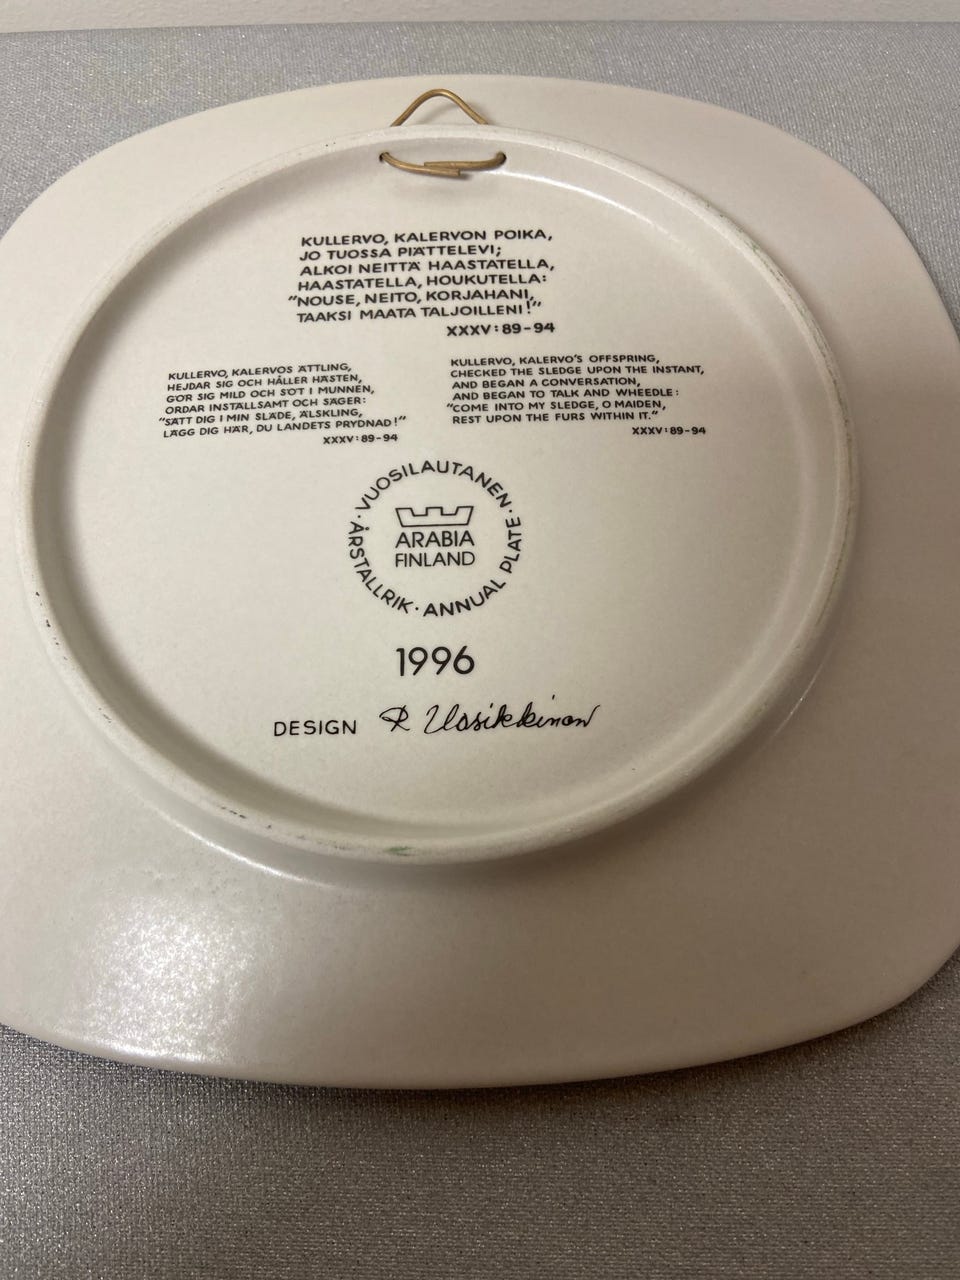 KULLERVO, KALERVON POIKA,
JO TUOSSA PIÄTTELEVI;
ALKOI NEITTÄ HAASTATELLA,
HAASTATELLA, HOUKUTELLA:
"NOUSE, NEITO, KORJAHANI,
TAAKSI MAATA TALJOILLENI!"
XXXV:89-94
KULLERVO, KALERVOS ÄTTLING,
HEJDAR SIG OCH HÅLLER HÄSTEN,
GÖR SIG MILD OCH SÖT I MUNNEN,
ORDAR INSTÄLLSAMT OCH SÄGER:
"SÄTT DIG I MIN SLÄDE, ÄLSKLING,
LÄGG DIG HÄR, DU LANDETS PRYDNAD!"
XXXV:89-94
KULLERVO, KALERVO'S OFFSPRING,
CHECKED THE SLEDGE UPON THE INSTANT,
AND BEGAN A CONVERSATION,
AND BEGAN TO TALK AND WHEEDLE:
"COME INTO MY SLEDGE, O MAIDEN,
REST UPON THE FURS WITHIN IT."
XXXV:89-94
· VUOSILAUTANEN · ANNUAL PLATE · ÅRSTALLRIK
ARABIA
FINLAND
1996
DESIGN R Uosikkinen